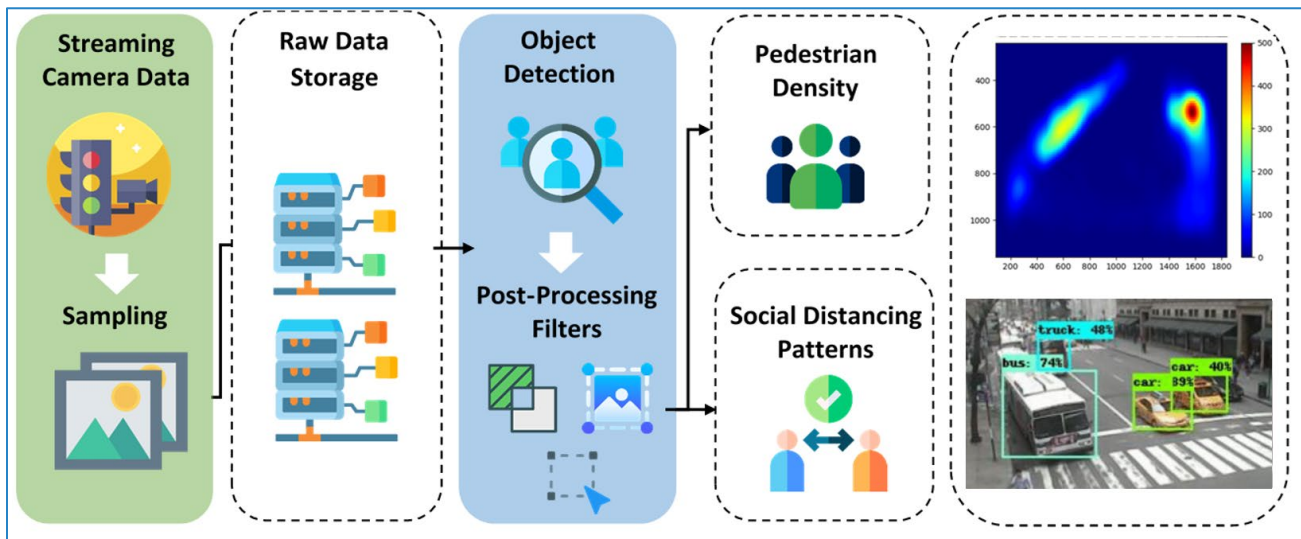 Streaming
Camera Data
Sampling
Raw Data
Storage
Object
Detection
Post-Processing
Filters
Pedestrian
Density
Social Distancing
Patterns
500
400
300
200
100
0
400
600
800
1000
200 400 600 800 1000 1200 1400 1600 1800
truck: 48%
bus: 74%
car: 40%
car: 89%